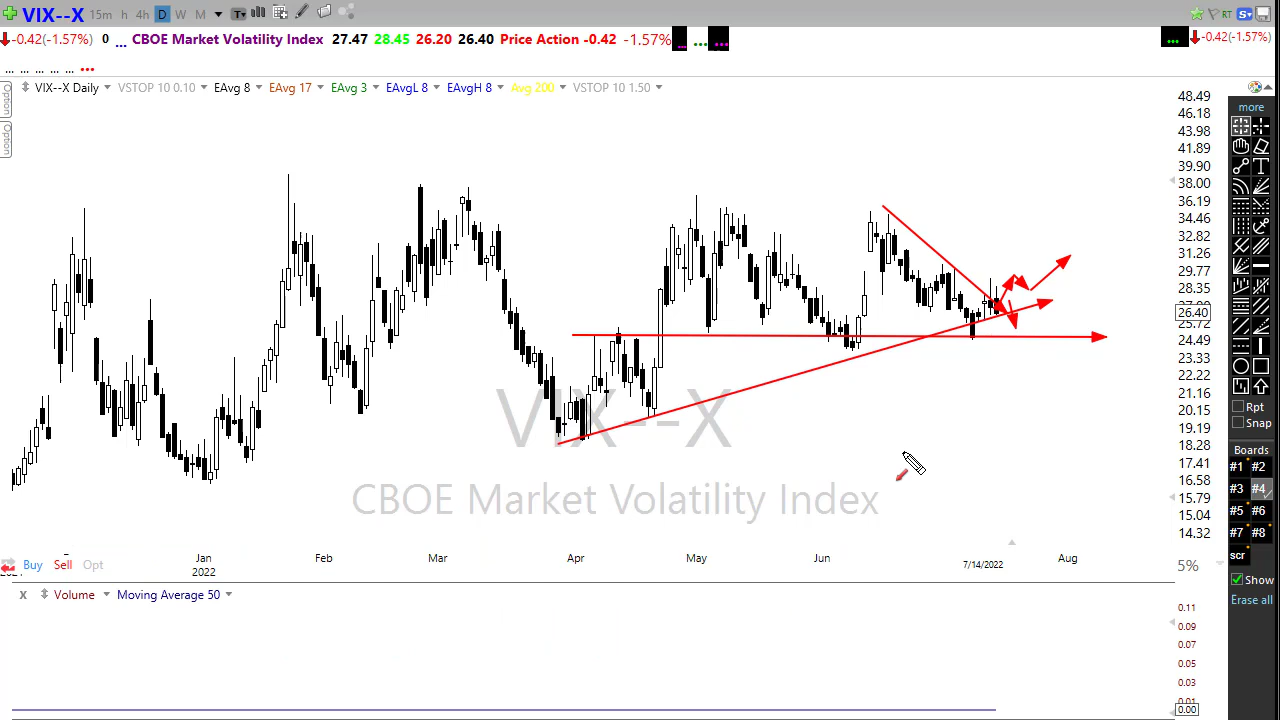 VIX--X 15m h 4h D W M T RT S
-0.42(-1.57%) 0 ... CBOE Market Volatility Index 27.47 28.45 26.20 26.40 Price Action -0.42 -1.57% ... ... ... ... -0.42(-1.57%)
... ... ... ... ... ...
Option
Option
VIX--X Daily VSTOP 10 0.10 EAvg 8 EAvg 17 EAvg 3 EAvgL 8 EAvgH 8 Avg 200 VSTOP 10 1.50
48.49
46.18
43.98
41.89
39.90
38.00
36.19
34.46
32.82
31.26
29.77
28.35
26.40
25.72
24.49
23.33
22.22
21.16
20.15
19.19
18.28
17.41
16.58
15.79
15.04
14.32
VIX--X
CBOE Market Volatility Index
Jan Feb Mar Apr May Jun 7/14/2022 Aug
2022
Buy Sell Opt 5%
X Volume Moving Average 50
0.11
0.09
0.07
0.05
0.03
0.01
0.00
more
T
Rpt
Snap
Boards
#1 #2
#3 #4
#5 #6
#7 #8
scr
Show
Erase all